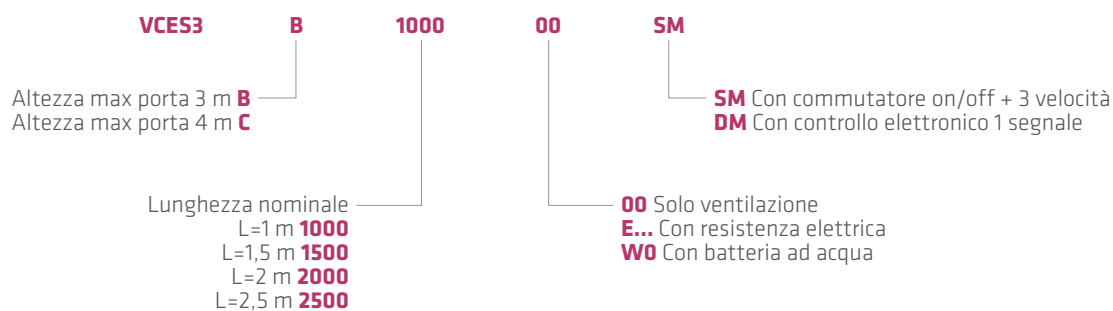 VCES3 B 1000 00 SM
Altezza max porta 3 m B
Altezza max porta 4 m C
SM Con commutatore on/off + 3 velocità
DM Con controllo elettronico 1 segnale
Lunghezza nominale
L=1 m 1000
L=1,5 m 1500
L=2 m 2000
L=2,5 m 2500
00 Solo ventilazione
E... Con resistenza elettrica
W0 Con batteria ad acqua